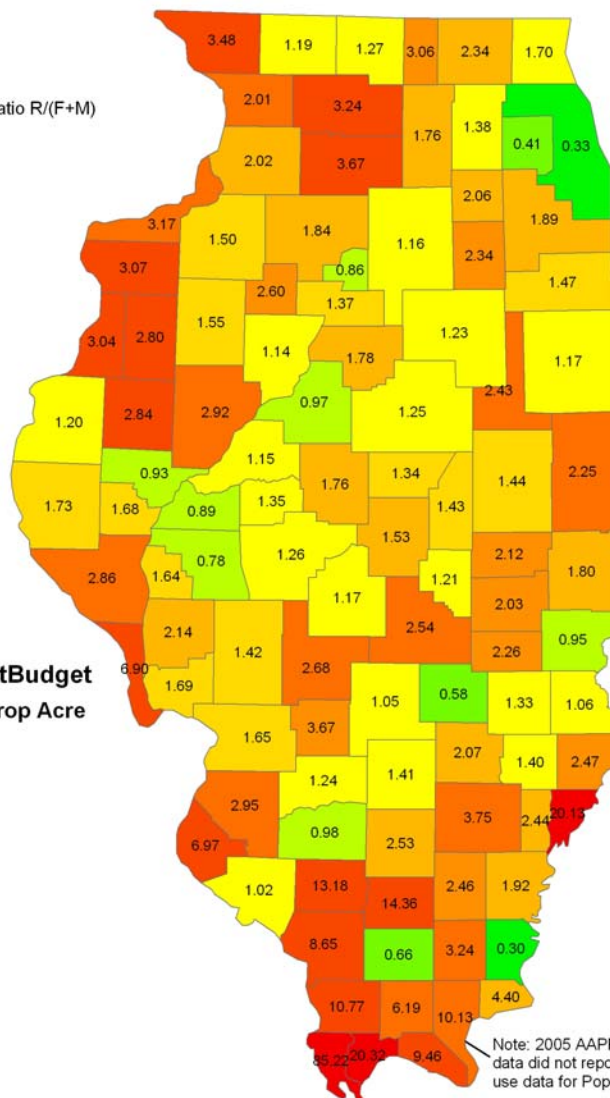 3.48 1.19 1.27 3.06 2.34 1.70
atio R/(F+M)
2.01 3.24 1.76 1.38 0.41 0.33
2.02 3.67 2.06 1.89
3.17 1.50 1.84 1.16 2.34
3.07 0.86 1.47
2.60 1.37
3.04 2.80 1.55 1.14 1.78 1.23 1.17
2.43
1.20 2.84 2.92 0.97 1.25
0.93 1.15 1.76 1.34 1.44 2.25
1.73 1.68 0.89 1.35 1.43
2.86 1.64 0.78 1.26 1.53 2.12 1.80
1.17 1.21 2.03
2.14 1.42 2.68 2.54 2.26 0.95
6.90 1.69
tBudget
rop Acre
1.65 3.67 1.05 0.58 1.33 1.06
2.07 1.40 2.47
2.95 1.24 1.41 3.75 2.44 20.13
6.97 0.98 2.53
1.02 13.18 14.36 2.46 1.92
8.65 0.66 3.24 0.30
10.77 6.19 10.13 4.40
85.22 20.32 9.46
Note: 2005 AAP
data did not repo
use data for Pop